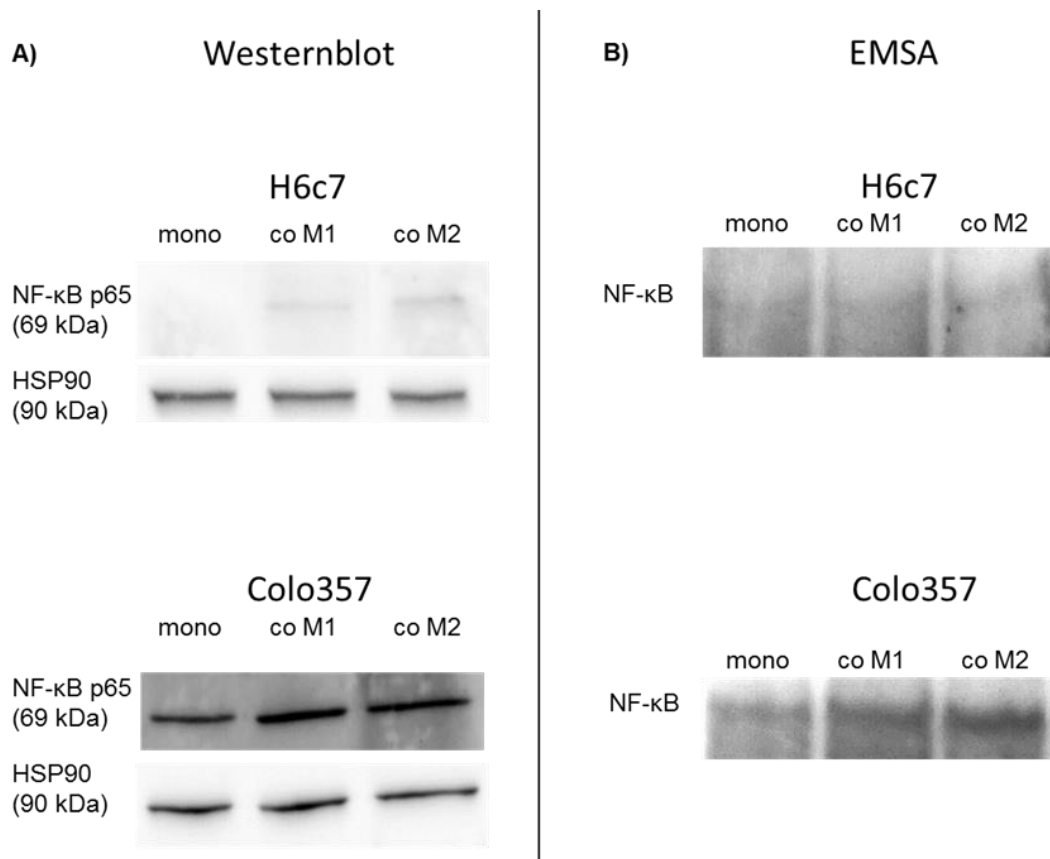 A)
Westernblot
H6c7
mono co M1 co M2
NF-κB p65
(69 kDa)
HSP90
(90 kDa)
Colo357
mono co M1 co M2
NF-κB p65
(69 kDa)
HSP90
(90 kDa)
B)
EMSA
H6c7
mono co M1 co M2
NF-κB
Colo357
mono co M1 co M2
NF-κB